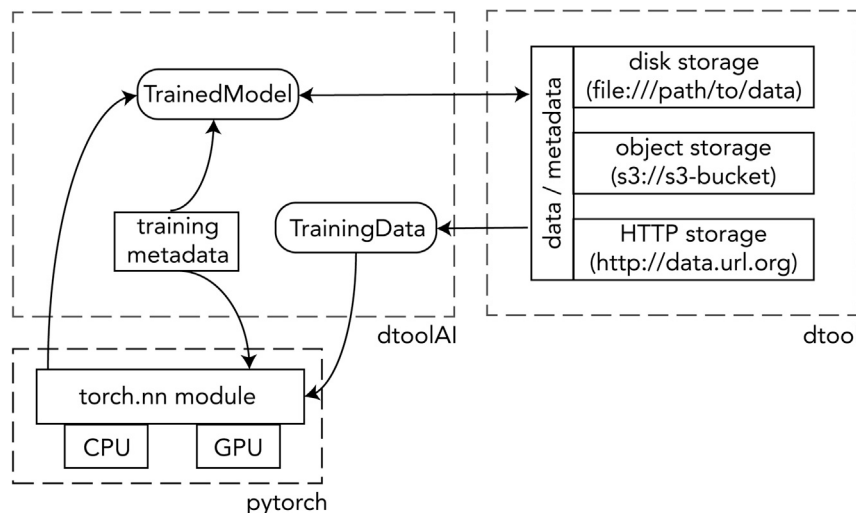 TrainedModel
training
metadata
TrainingData
dtoolAI
data / metadata
disk storage
(file:///path/to/data)
object storage
(s3://s3-bucket)
HTTP storage
(http://data.url.org)
dtool
torch.nn module
CPU
GPU
pytorch